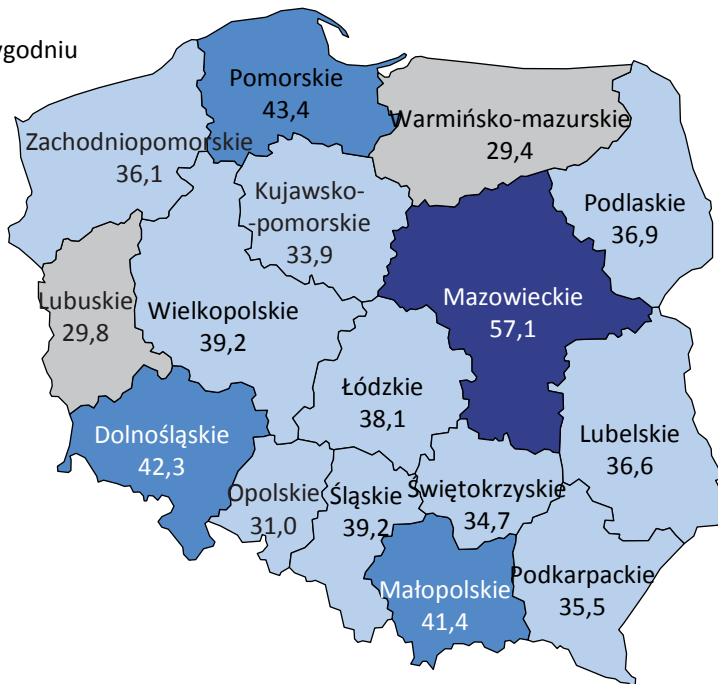 ygodniu
Pomorskie
43,4
Warmińsko-mazurskie
29,4
Zachodniopomorskie
36,1
Kujawsko-
-pomorskie
33,9
Podlaskie
36,9
Lubuskie
29,8
Wielkopolskie
39,2
Mazowieckie
57,1
Łódzkie
38,1
Dolnośląskie
42,3
Lubelskie
36,6
Opolskie
31,0
Śląskie
39,2
Świętokrzyskie
34,7
Małopolskie
41,4
Podkarpackie
35,5